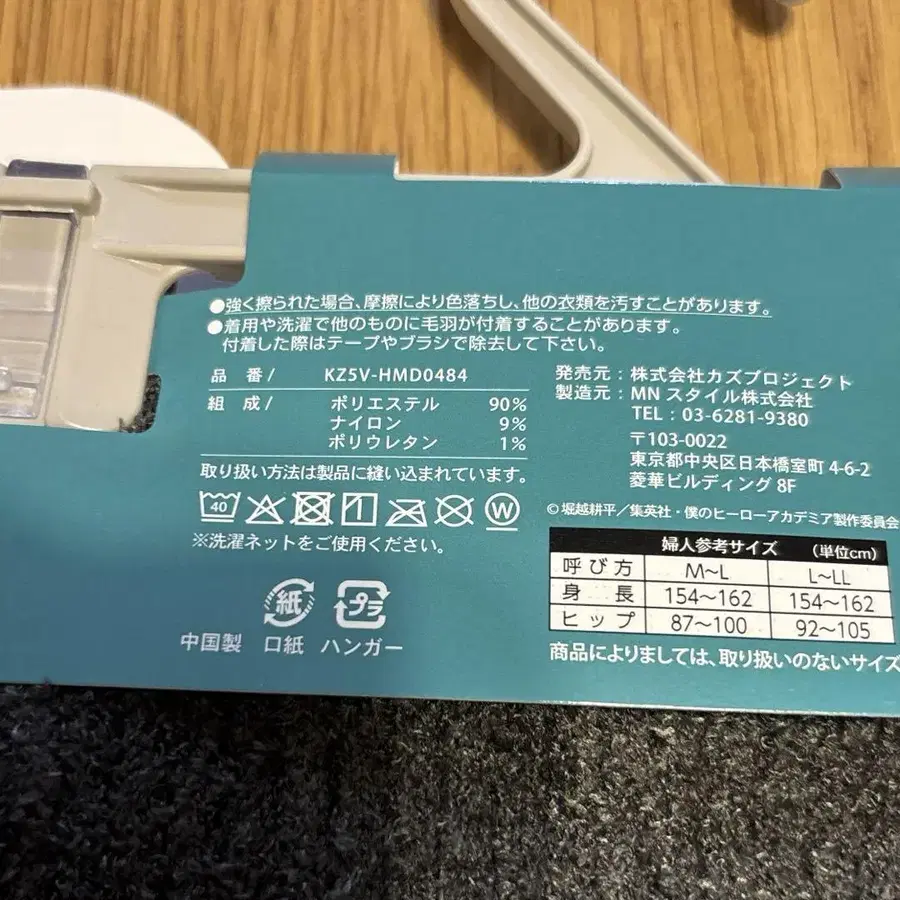 ●強く擦られた場合、摩擦により色落ちし、他の衣類を汚すことがあります。
●着用や洗濯で他のものに毛羽が付着することがあります。
付着した際はテープやブラシで除去して下さい。
品 番/ KZ5V-HMD0484
組 成/ ポリエステル 90%
ナイロン 9%
ポリウレタン 1%
取り扱い方法は製品に縫い込まれています。
40
W
※洗濯ネットをご使用ください。
紙
プラ
中国製 口紙 ハンガー
発売元:株式会社カズプロジェクト
製造元:MN スタイル株式会社
TEL:03-6281-9380
〒103-0022
東京都中央区日本橋室町 4-6-2
菱華ビルディング 8F
©堀越耕平/集英社・僕のヒーローアカデミア製作委員会
婦人参考サイズ (単位cm)
呼び方 M~L L~LL
身 長 154~162 154~162
ヒップ 87~100 92~105
商品によりましては、取り扱いのないサイズ